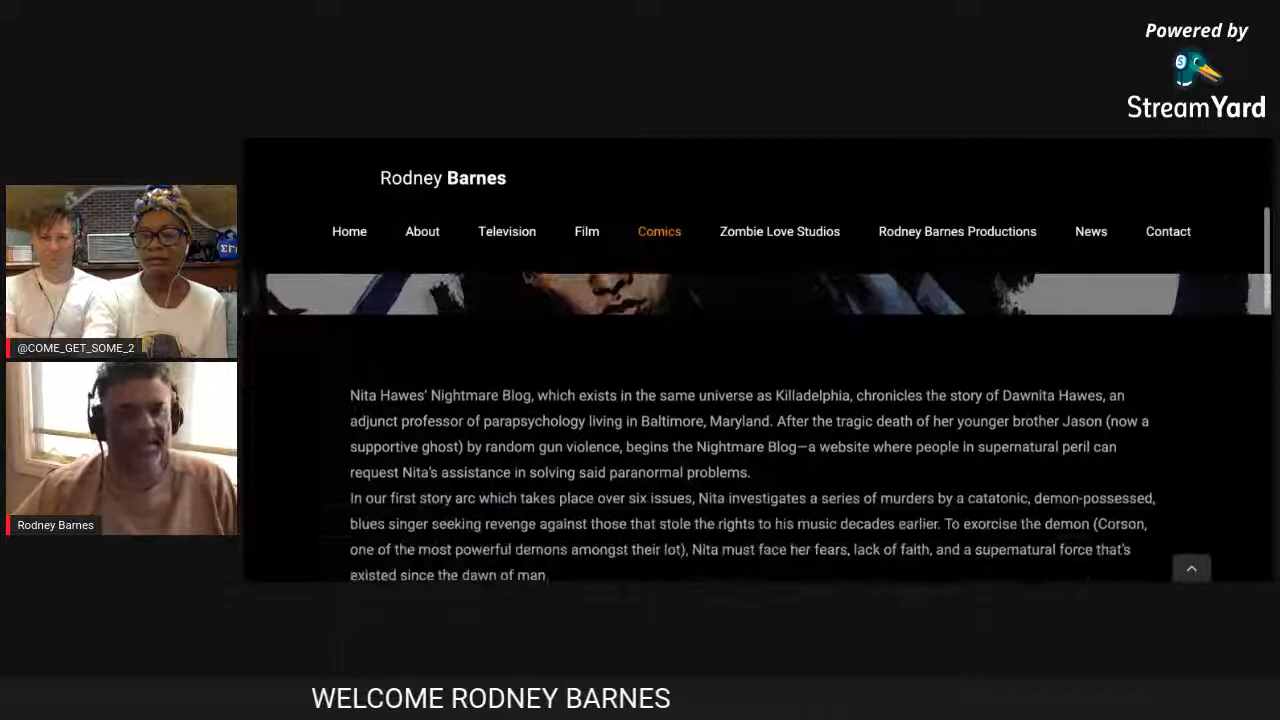 Powered by
StreamYard
Rodney Barnes
Home About Television Film Comics Zombie Love Studios Rodney Barnes Productions News Contact
ΣΓ
@COME_GET_SOME_2
Rodney Barnes
Nita Hawes' Nightmare Blog, which exists in the same universe as Killadelphia, chronicles the story of Dawnita Hawes, an
adjunct professor of parapsychology living in Baltimore, Maryland. After the tragic death of her younger brother Jason (now a
supportive ghost) by random gun violence, begins the Nightmare Blog—a website where people in supernatural peril can
request Nita's assistance in solving said paranormal problems.
In our first story arc which takes place over six issues, Nita investigates a series of murders by a catatonic, demon-possessed,
blues singer seeking revenge against those that stole the rights to his music decades earlier. To exorcise the demon (Corson,
one of the most powerful demons amongst their lot), Nita must face her fears, lack of faith, and a supernatural force that's
existed since the dawn of man.
WELCOME RODNEY BARNES